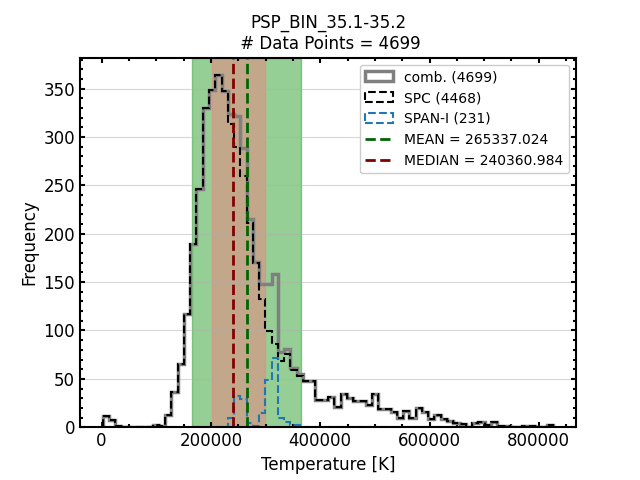 PSP_BIN_35.1-35.2
# Data Points = 4699
comb. (4699)
SPC (4468)
SPAN-I (231)
MEAN = 265337.024
MEDIAN = 240360.984
Frequency
350
300
250
200
150
100
50
0
0
200000
400000
600000
800000
Temperature [K]